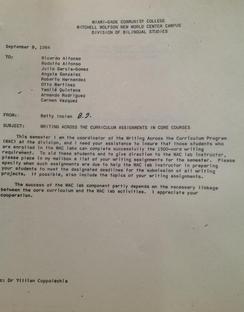 MIAMI-DADE COMMUNITY COLLEGE
MITCHELL WOLFSON NEW WORLD CENTER CAMPUS
DIVISION OF BILINGUAL STUDIES
September 9, 1984
TO:
Ricardo Alfonso
Rodolfo Alfonso
Julio García-Gomez
Angela Gonzalez
Roberto Hernandez
Otto Martinez
Yamilé Quintana
Armando Rodriguez
Carmen Vazquez
FROM: Betty
SUBJECT: WRITING ACROSS THE CURRICULUM ASSIGNMENTS IN CORE COURSES
This semester I am the coordinator of the Writing Across the Curriculum Program
(WAC) at the division, and I need your assistance to insure that those students who
are enrolled in the WAC labs can complete successfully the 1500-word writing
requirement. To aid these students and to give direction to the WAC lab instructor,
please place in my mailbox a list of your writing assignments for the semester. Please
specify when such assignments are due to help the WAC lab instructor in preparing
your students to meet the designated deadlines for the submission of all writing
projects. If possible, also include the topics of your writing assignments.
The success of the WAC lab component partly depends on the necessary linkage
between the core curriculum and the WAC lab activities. I appreciate your
cooperation.
: Dr